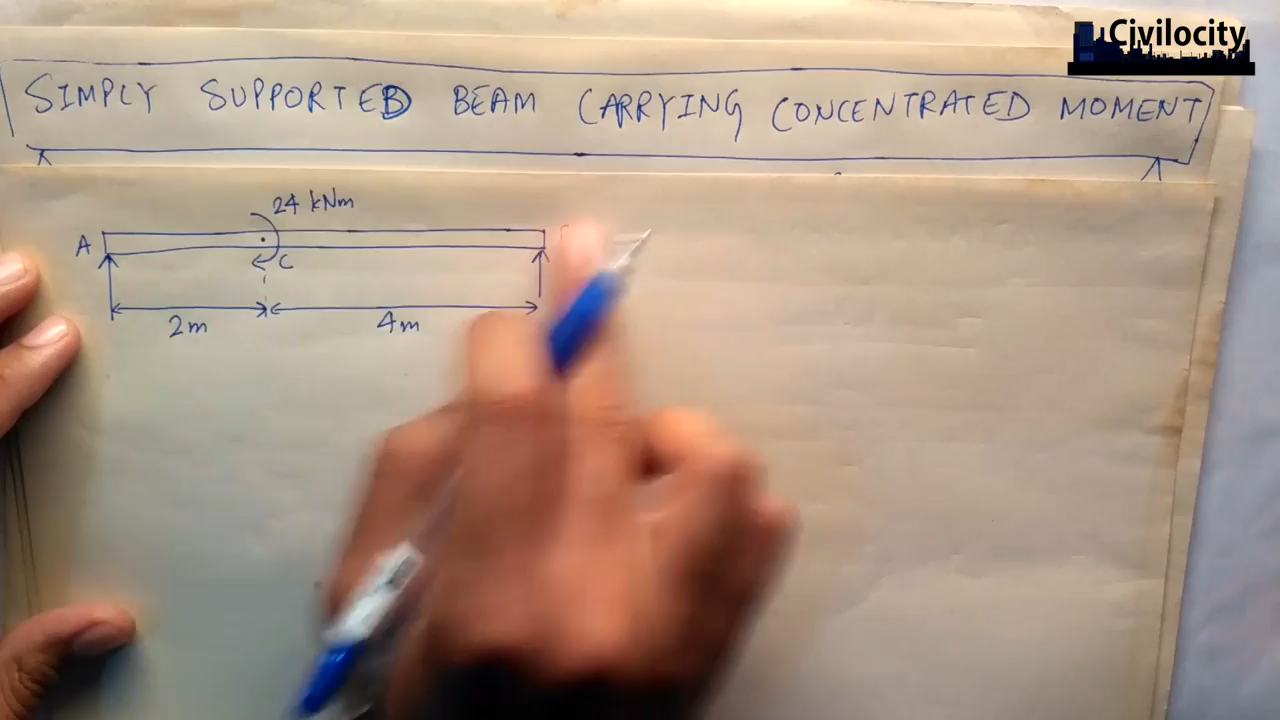 Civilocity
SIMPLY SUPPORTED BEAM CARRYING CONCENTRATED MOMENT
24 kNm
A
C
2m
4m